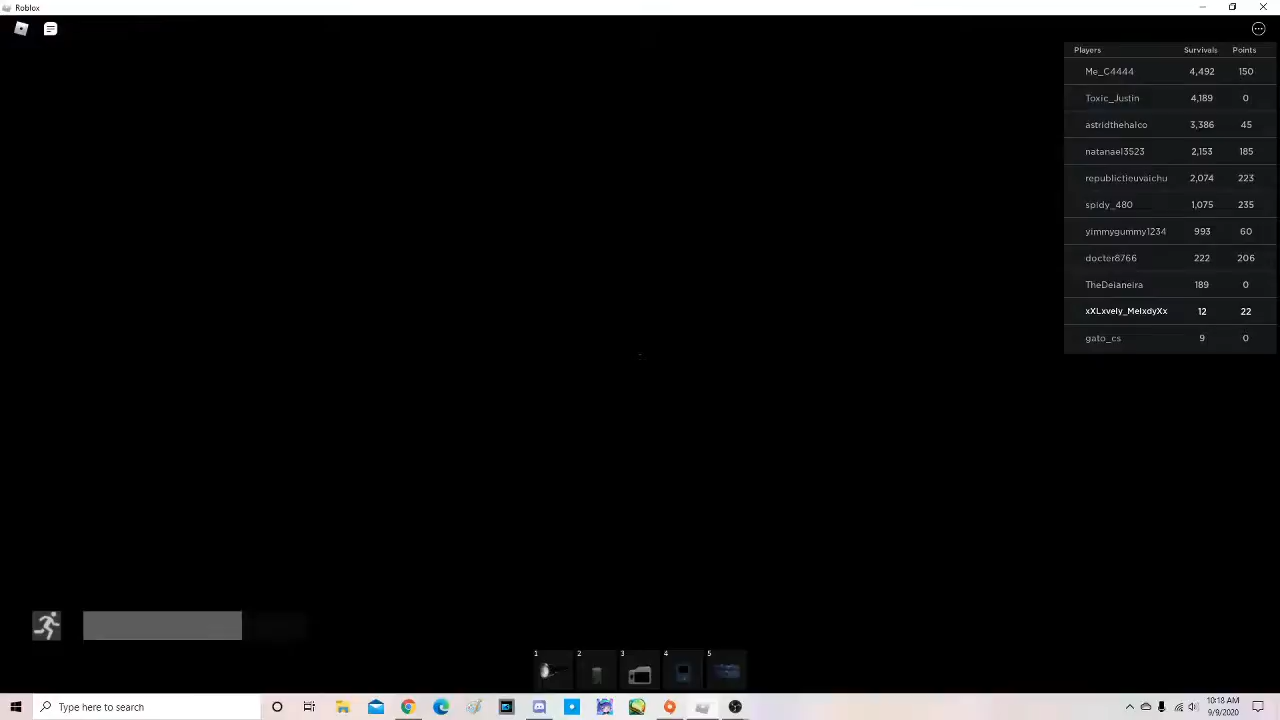 Roblox
Players Survivals Points
Me_C4444 4,492 150
Toxic_Justin 4,189 0
astridthehalco 3,386 45
natanael3523 2,153 185
republictieuvaichu 2,074 223
spidy_480 1,075 235
yimmygummy1234 993 60
docter8766 222 206
TheDeianeira 189 0
xXLxvely_MelxdyXx 12 22
gato_cs 9 0
1 2 3 4 5
Type here to search
10:18 AM
9/9/2020